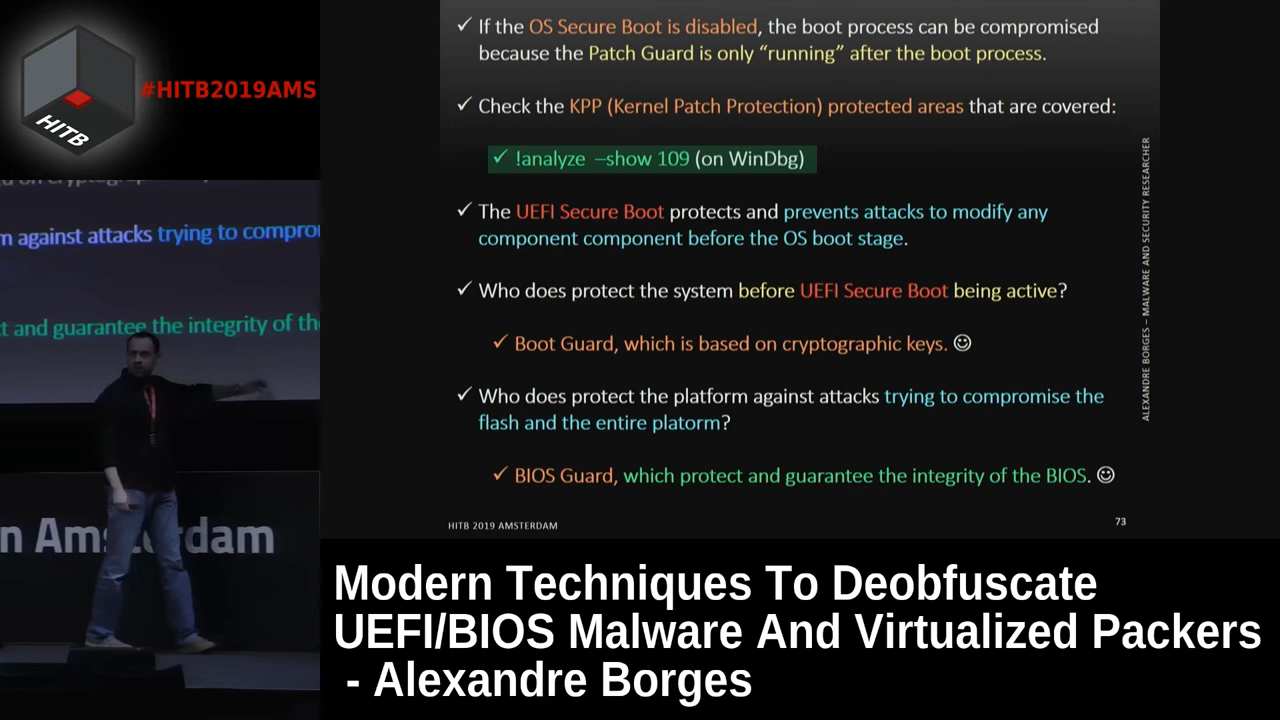 HITB
#HITB2019AMS
m against attacks trying to compro
t and guarantee the integrity of th
n Ams rdam
✓ If the OS Secure Boot is disabled, the boot process can be compromised
because the Patch Guard is only “running” after the boot process.
✓ Check the KPP (Kernel Patch Protection) protected areas that are covered:
✓ !analyze –show 109 (on WinDbg)
✓ The UEFI Secure Boot protects and prevents attacks to modify any
component component before the OS boot stage.
✓ Who does protect the system before UEFI Secure Boot being active?
✓ Boot Guard, which is based on cryptographic keys. ☺
✓ Who does protect the platform against attacks trying to compromise the
flash and the entire platorm?
✓ BIOS Guard, which protect and guarantee the integrity of the BIOS. ☺
HITB 2019 AMSTERDAM
73
ALEXANDRE BORGES – MALWARE AND SECURITY RESEARCHER
Modern Techniques To Deobfuscate
UEFI/BIOS Malware And Virtualized Packers
- Alexandre Borges